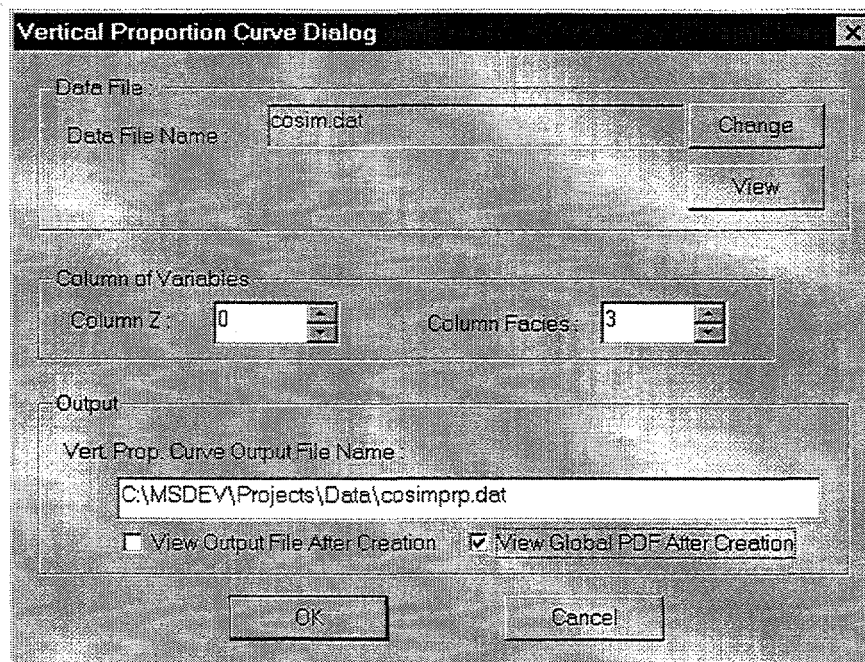 Vertical Proportion Curve Dialog
Data File :
Data File Name :
cosim.dat
Change
View
Column of Variables
Column Z :
0
Column Facies :
3
Output
Vert. Prop. Curve Output File Name :
C:\MSDEV\Projects\Data\cosimprp.dat
View Output File After Creation
View Global PDF After Creation
OK
Cancel